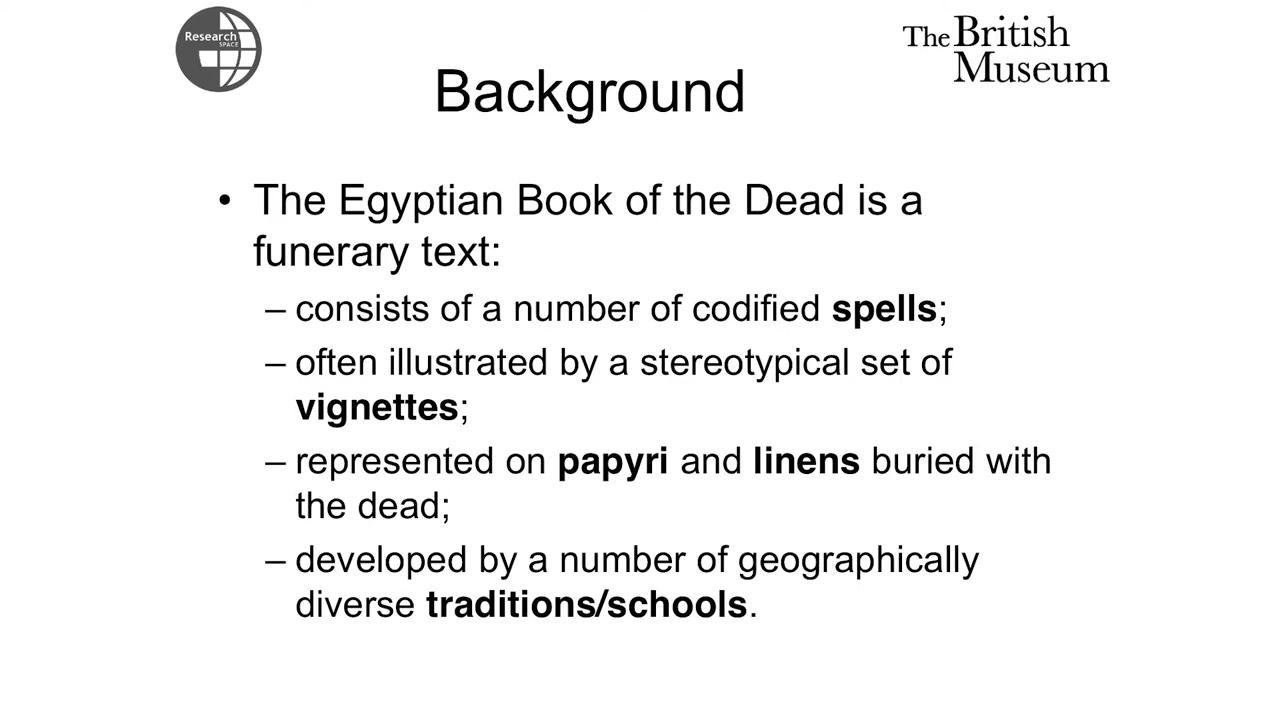 Research
SPACE
The British
Museum
Background
• The Egyptian Book of the Dead is a
funerary text:
– consists of a number of codified spells;
– often illustrated by a stereotypical set of
vignettes;
– represented on papyri and linens buried with
the dead;
– developed by a number of geographically
diverse traditions/schools.